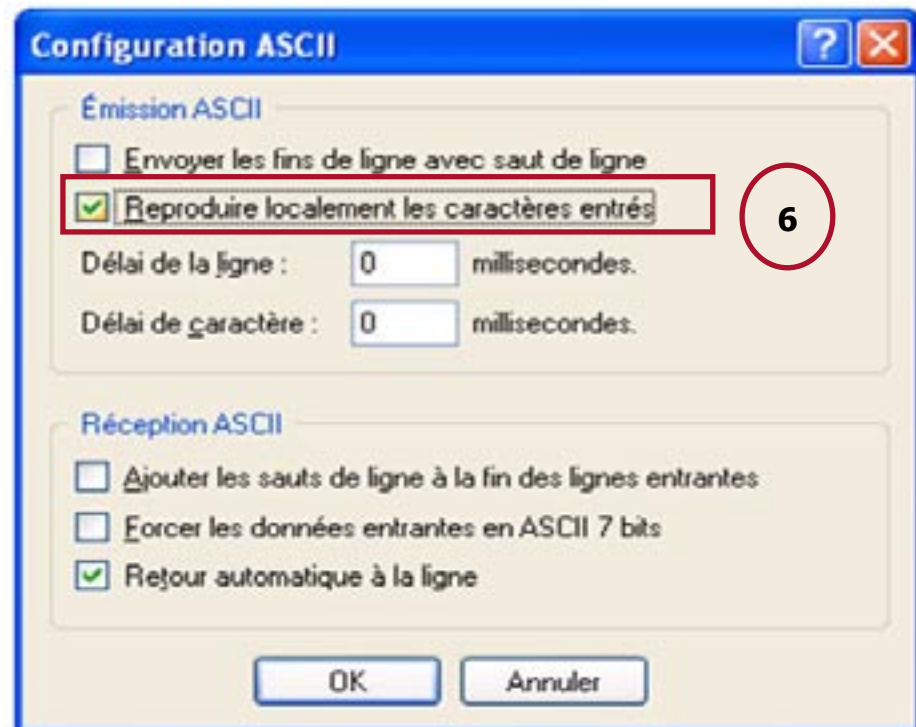 Configuration ASCII
Émission ASCII
Envoyer les fins de ligne avec saut de ligne
Reproduire localement les caractères entrés
6
Délai de la ligne : 0 millisecondes.
Délai de caractère : 0 millisecondes.
Réception ASCII
Ajouter les sauts de ligne à la fin des lignes entrantes
Forcer les données entrantes en ASCII 7 bits
Retour automatique à la ligne
OK Annuler